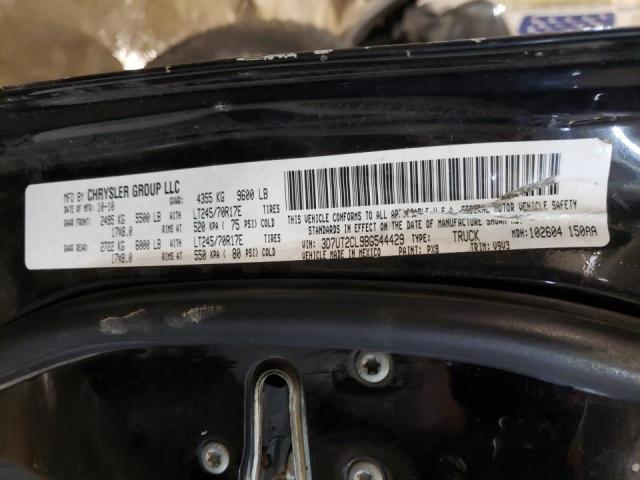 MFD BY CHRYSLER GROUP LLC GVWR: 4355 KG 9600 LB
DATE OF MFR: 10-10 WITH TIRES
GAWR FRONT: 2495 KG 5500 LB LT245/70R17E
17X8.0 RIMS AT 520 KPA ( 75 PSI) COLD
GAWR REAR: 2722 KG 6000 LB WITH LT245/70R17E TIRES
17X8.0 RIMS AT 550 KPA ( 80 PSI) COLD
THIS VEHICLE CONFORMS TO ALL APPLICABLE U.S.A. FEDERAL MOTOR VEHICLE SAFETY
STANDARDS IN EFFECT ON THE DATE OF MANUFACTURE SHOWN
VIN: 3D7UT2CL9BG544429 TYPE: TRUCK MDH: 102604 150AA
VEHICLE MADE IN MEXICO PAINT: PX8 TRIM: V9V3